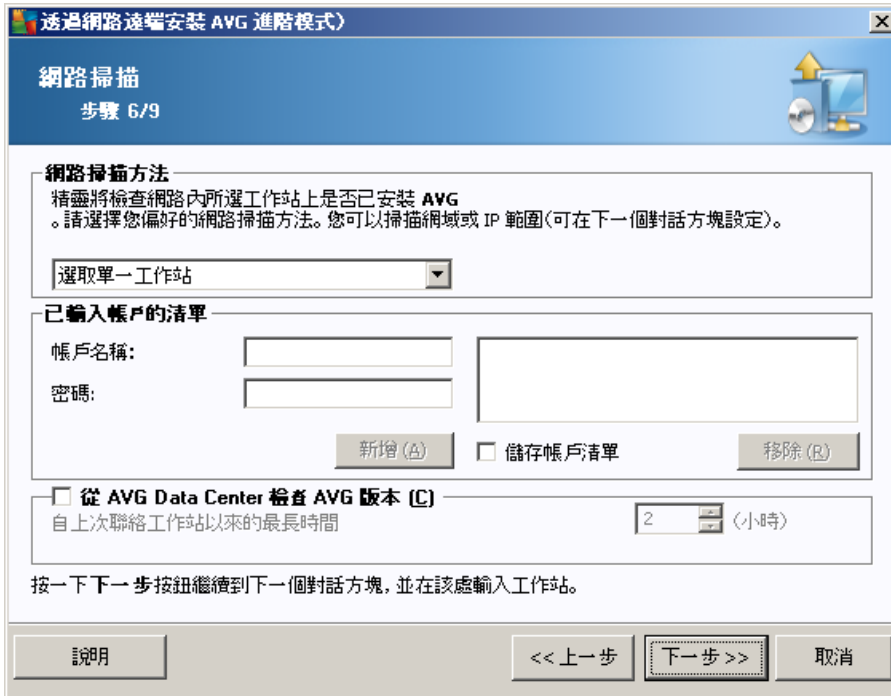 透過網路遠端安裝 AVG 進階模式)
網路掃描
步驟 6/9
網路掃描方法
精靈將檢查網路內所選工作站上是否已安裝 AVG
。請選擇您偏好的網路掃描方法。您可以掃描網域或 IP 範圍(可在下一個對話方塊設定)。
選取單一工作站
已輸入帳戶的清單
帳戶名稱:
密碼:
新增(A)
儲存帳戶清單
移除(R)
從 AVG Data Center 檢查 AVG 版本 (C)
自上次聯絡工作站以來的最長時間
2
(小時)
按一下下一步按鈕繼續到下一個對話方塊, 並在該處輸入工作站。
說明
<< 上一步
下一步 >>
取消